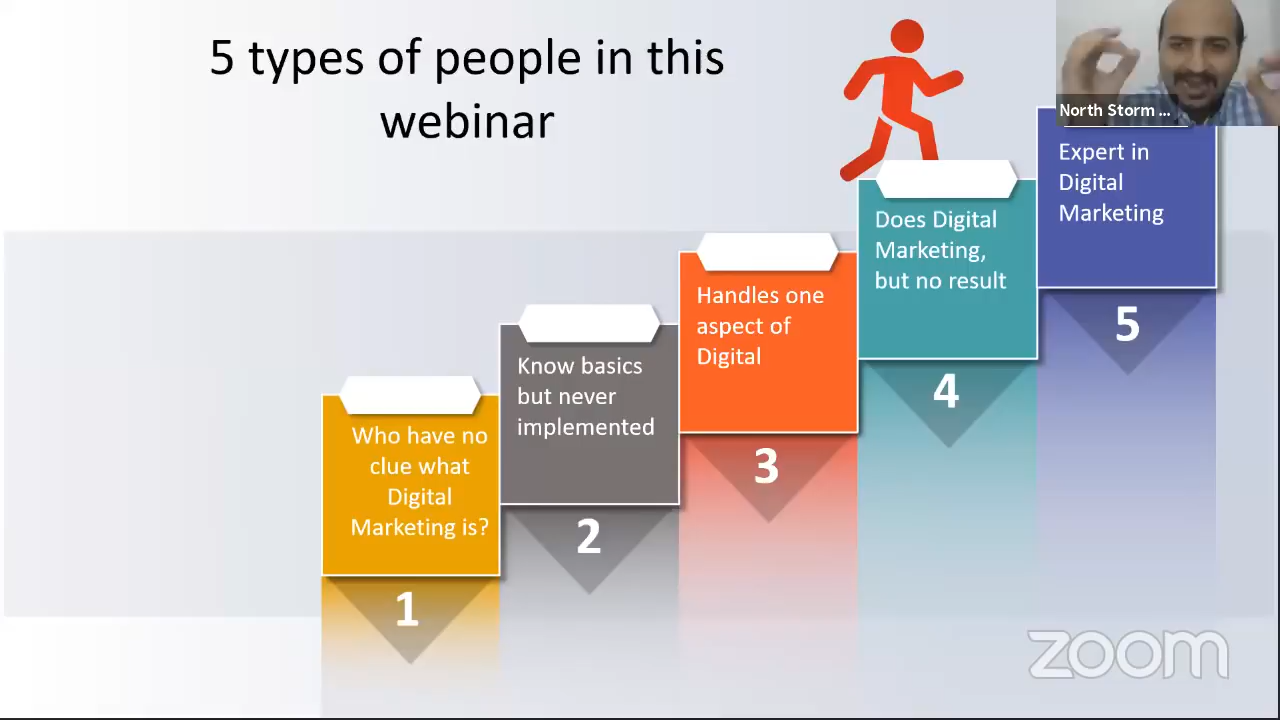 5 types of people in this
webinar
North Storm ...
Expert in
Digital
Marketing
5
Does Digital
Marketing,
but no result
4
Handles one
aspect of
Digital
3
Know basics
but never
implemented
2
Who have no
clue what
Digital
Marketing is?
1
zoom